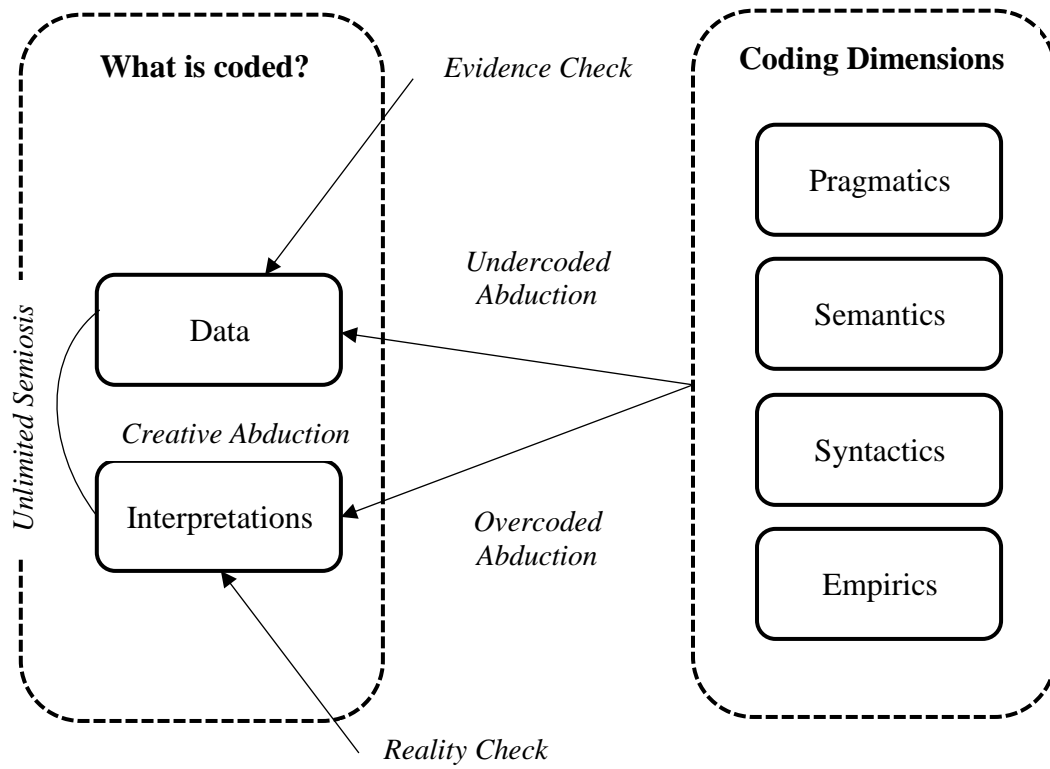 What is coded?
Evidence Check
Data
Creative Abduction
Interpretations
Unlimited Semiosis
Undercoded
Abduction
Overcoded
Abduction
Reality Check
Coding Dimensions
Pragmatics
Semantics
Syntactics
Empirics